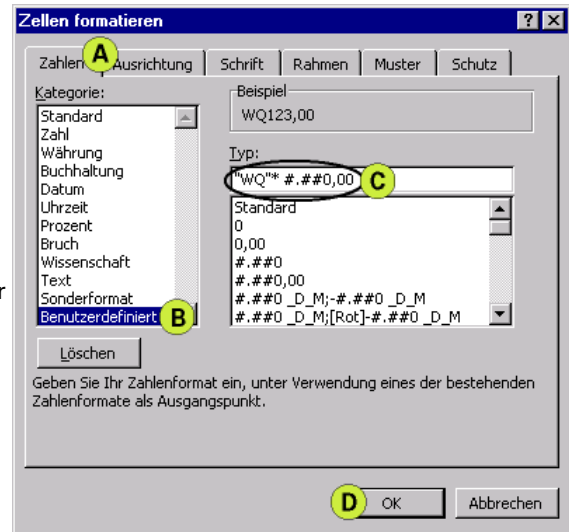 Zellen formatieren
Zahlen A Ausrichtung Schrift Rahmen Muster Schutz
Kategorie:
Standard
Zahl
Währung
Buchhaltung
Datum
Uhrzeit
Prozent
Bruch
Wissenschaft
Text
Sonderformat
Benutzerdefiniert B
Beispiel
WQ123,00
Typ:
"WQ"* #.##0,00 C
Standard
0
0,00
#.##0
#.##0,00
#.##0 _D_M;-#.##0 _D_M
#.##0 _D_M;[Rot]-#.##0 _D_M
r
Löschen
Geben Sie Ihr Zahlenformat ein, unter Verwendung eines der bestehenden
Zahlenformate als Ausgangspunkt.
D OK Abbrechen